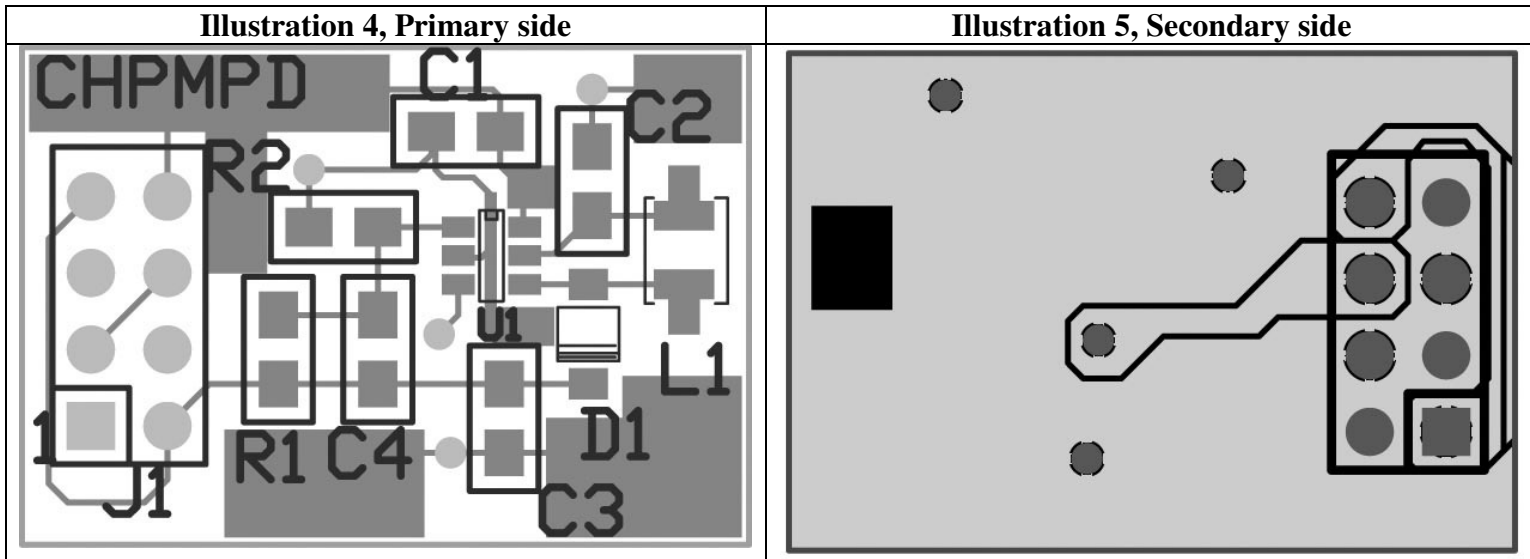 Illustration 4, Primary side
Illustration 5, Secondary side
CHPMPD
C1
C2
R2
U1
L1
1
J1
R1
C4
D1
C3